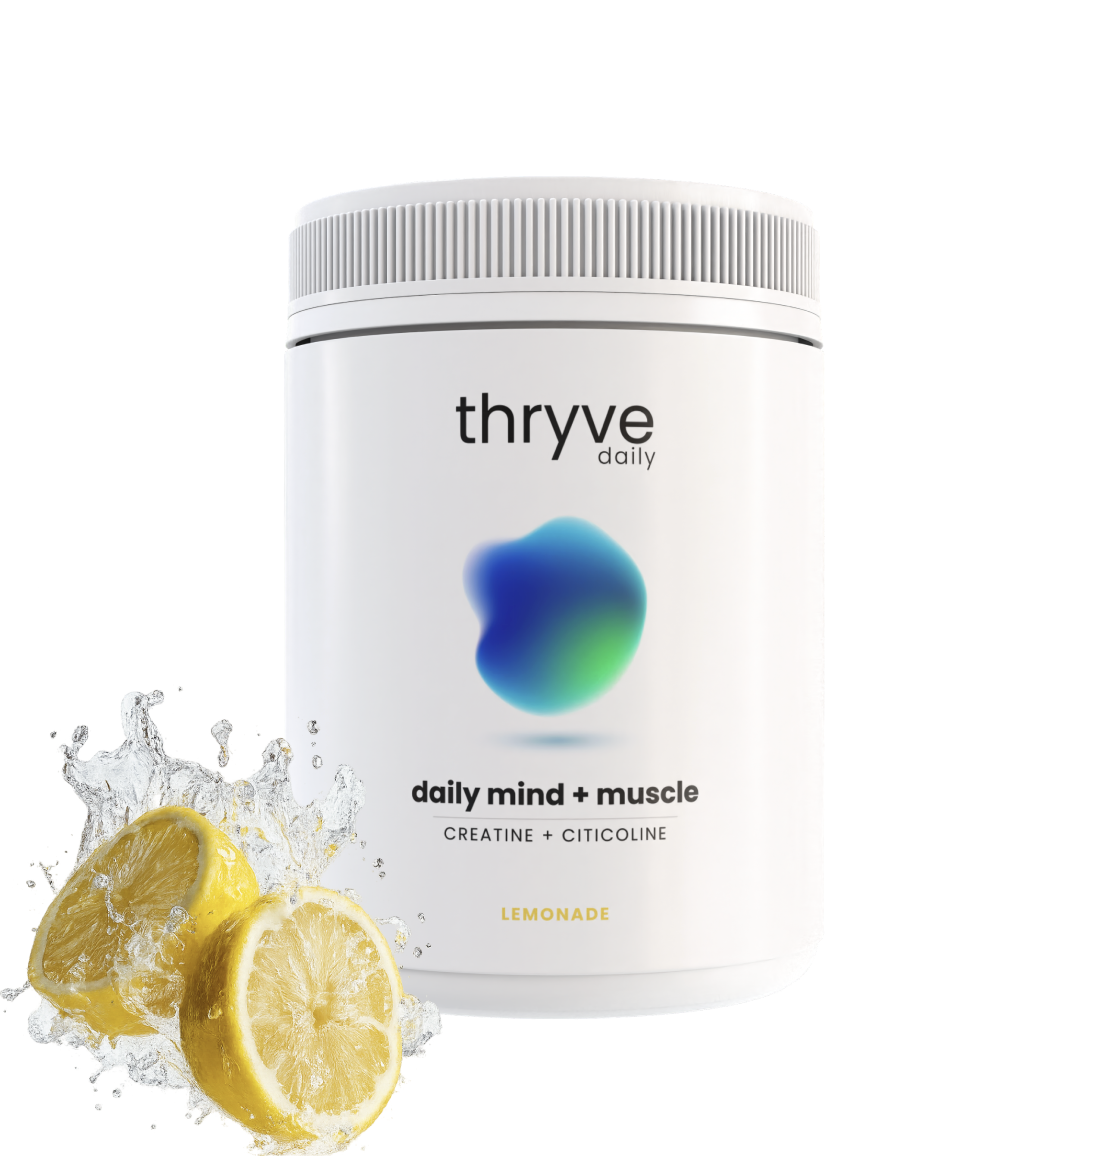 thryve
daily
daily mind + muscle
CREATINE + CITICOLINE
LEMONADE